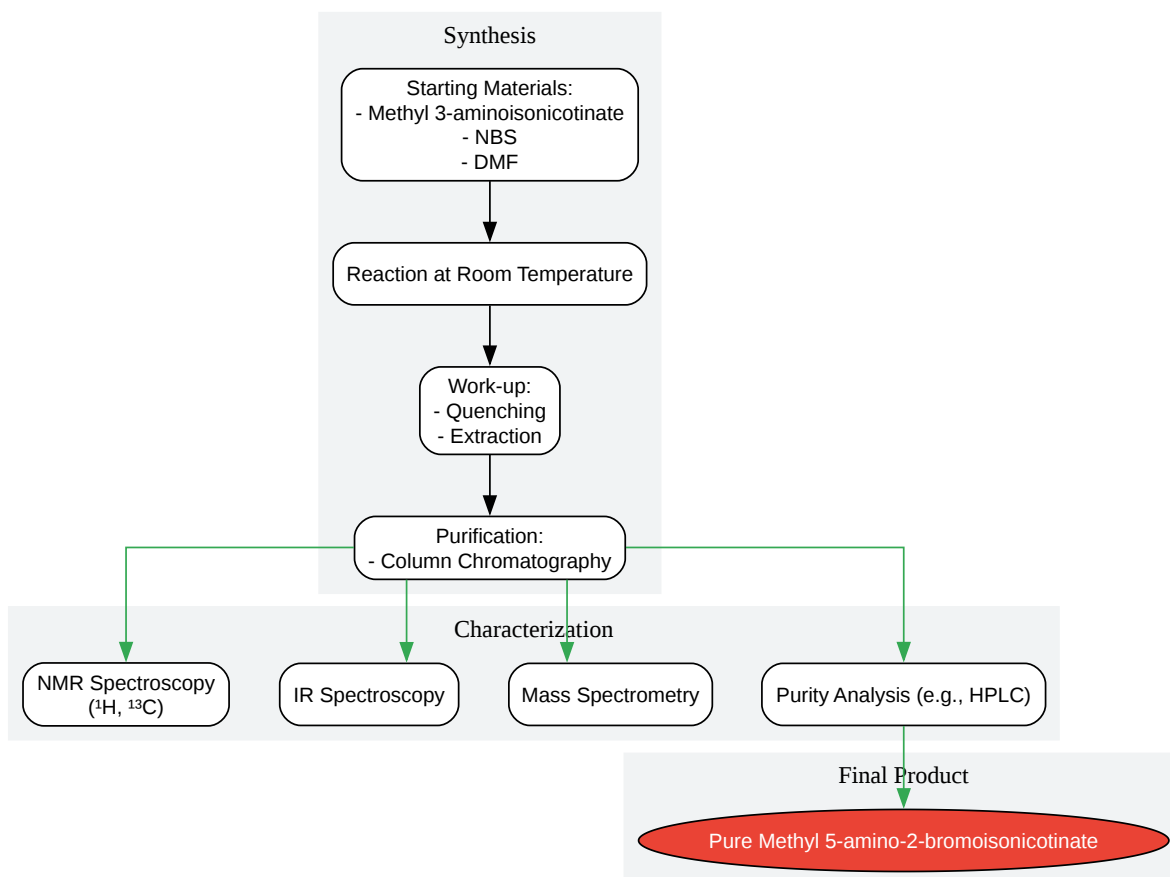 Synthesis
Starting Materials:
- Methyl 3-aminoisonicotinate
- NBS
- DMF
Reaction at Room Temperature
Work-up:
- Quenching
- Extraction
Purification:
- Column Chromatography
Characterization
NMR Spectroscopy
(¹H, ¹³C)
IR Spectroscopy
Mass Spectrometry
Purity Analysis (e.g., HPLC)
Final Product
Pure Methyl 5-amino-2-bromoisonicotinate